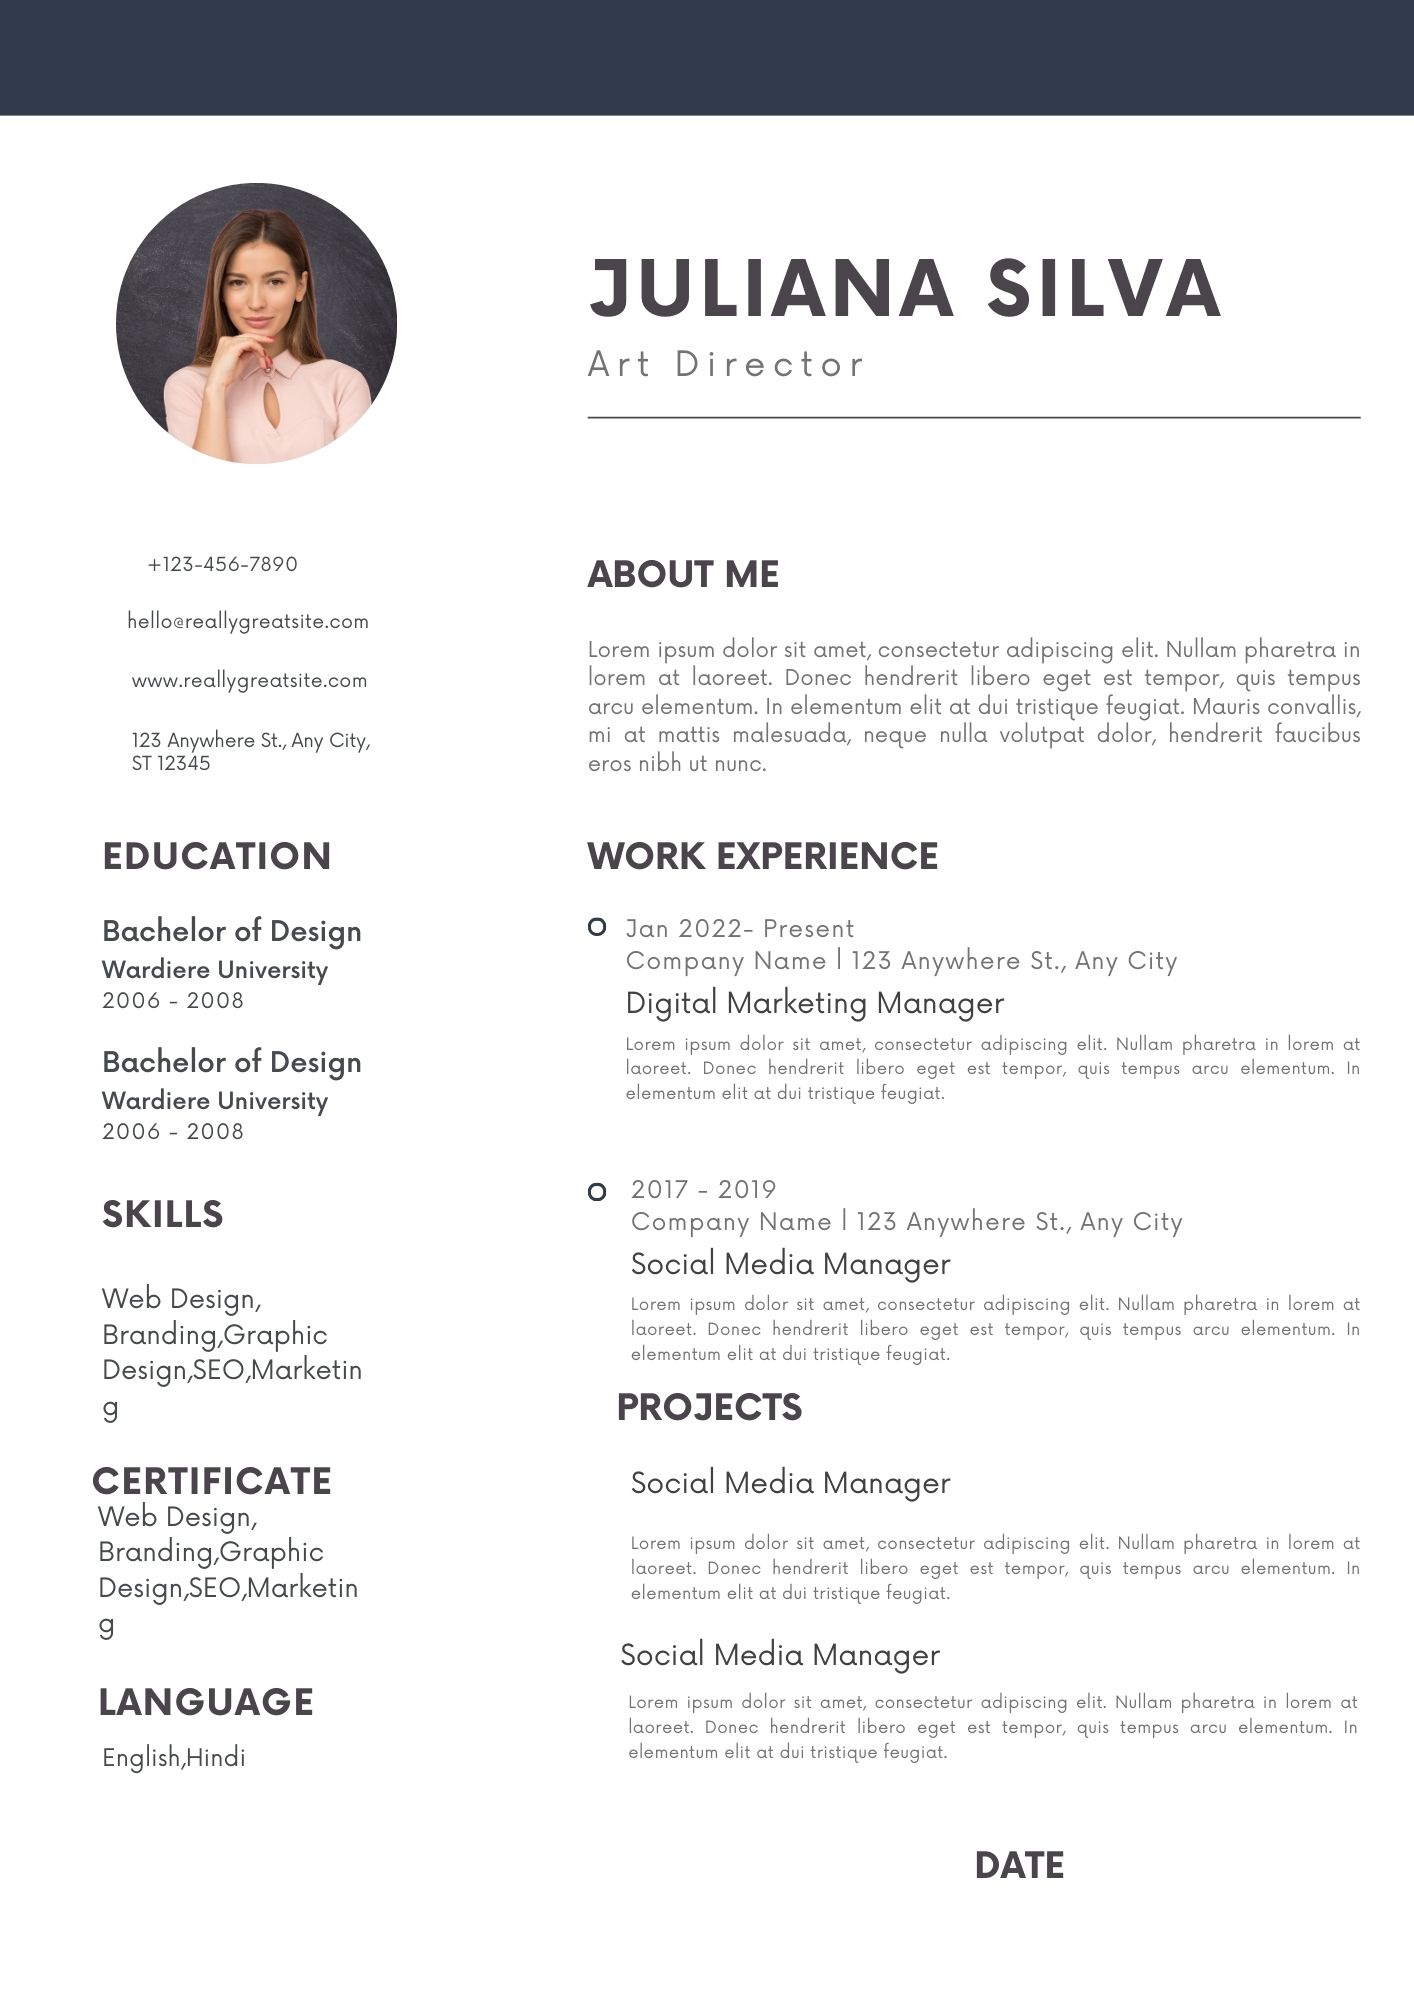 JULIANA SILVA
Art Director
+123-456-7890
hello@reallygreatsite.com
www.reallygreatsite.com
123 Anywhere St., Any City,
ST 12345
EDUCATION
Bachelor of Design
Wardiere University
2006 - 2008
Bachelor of Design
Wardiere University
2006 - 2008
SKILLS
Web Design,
Branding,Graphic
Design,SEO,Marketin
g
CERTIFICATE
Web Design,
Branding,Graphic
Design,SEO,Marketin
g
LANGUAGE
English,Hindi
ABOUT ME
Lorem ipsum dolor sit amet, consectetur adipiscing elit. Nullam pharetra in
lorem at laoreet. Donec hendrerit libero eget est tempor, quis tempus
arcu elementum. In elementum elit at dui tristique feugiat. Mauris convallis,
mi at mattis malesuada, neque nulla volutpat dolor, hendrerit faucibus
eros nibh ut nunc.
WORK EXPERIENCE
Jan 2022- Present
Company Name l 123 Anywhere St., Any City
Digital Marketing Manager
Lorem ipsum dolor sit amet, consectetur adipiscing elit. Nullam pharetra in lorem at
laoreet. Donec hendrerit libero eget est tempor, quis tempus arcu elementum. In
elementum elit at dui tristique feugiat.
2017 - 2019
Company Name l 123 Anywhere St., Any City
Social Media Manager
Lorem ipsum dolor sit amet, consectetur adipiscing elit. Nullam pharetra in lorem at
laoreet. Donec hendrerit libero eget est tempor, quis tempus arcu elementum. In
elementum elit at dui tristique feugiat.
PROJECTS
Social Media Manager
Lorem ipsum dolor sit amet, consectetur adipiscing elit. Nullam pharetra in lorem at
laoreet. Donec hendrerit libero eget est tempor, quis tempus arcu elementum. In
elementum elit at dui tristique feugiat.
Social Media Manager
Lorem ipsum dolor sit amet, consectetur adipiscing elit. Nullam pharetra in lorem at
laoreet. Donec hendrerit libero eget est tempor, quis tempus arcu elementum. In
elementum elit at dui tristique feugiat.
DATE